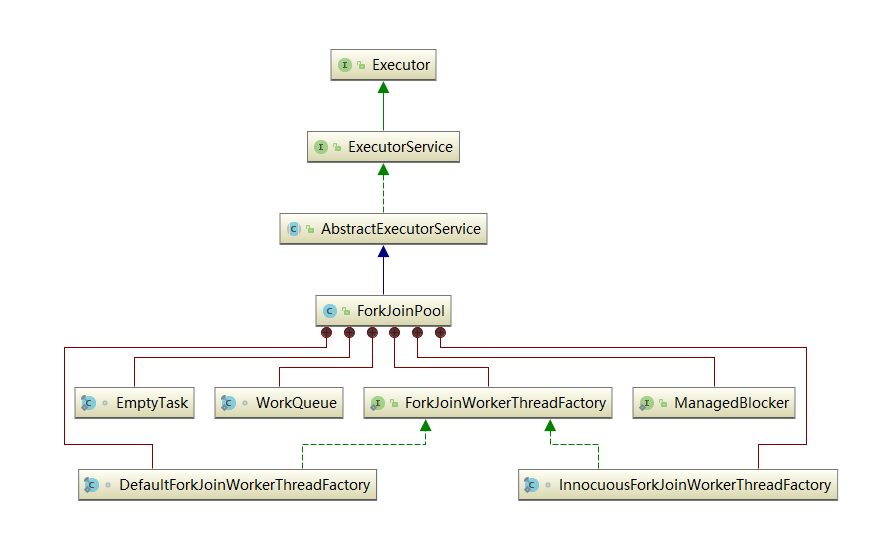 Executor
ExecutorService
AbstractExecutorService
ForkJoinPool
EmptyTask
WorkQueue
ForkJoinWorkerThreadFactory
ManagedBlocker
DefaultForkJoinWorkerThreadFactory
InnocuousForkJoinWorkerThreadFactory